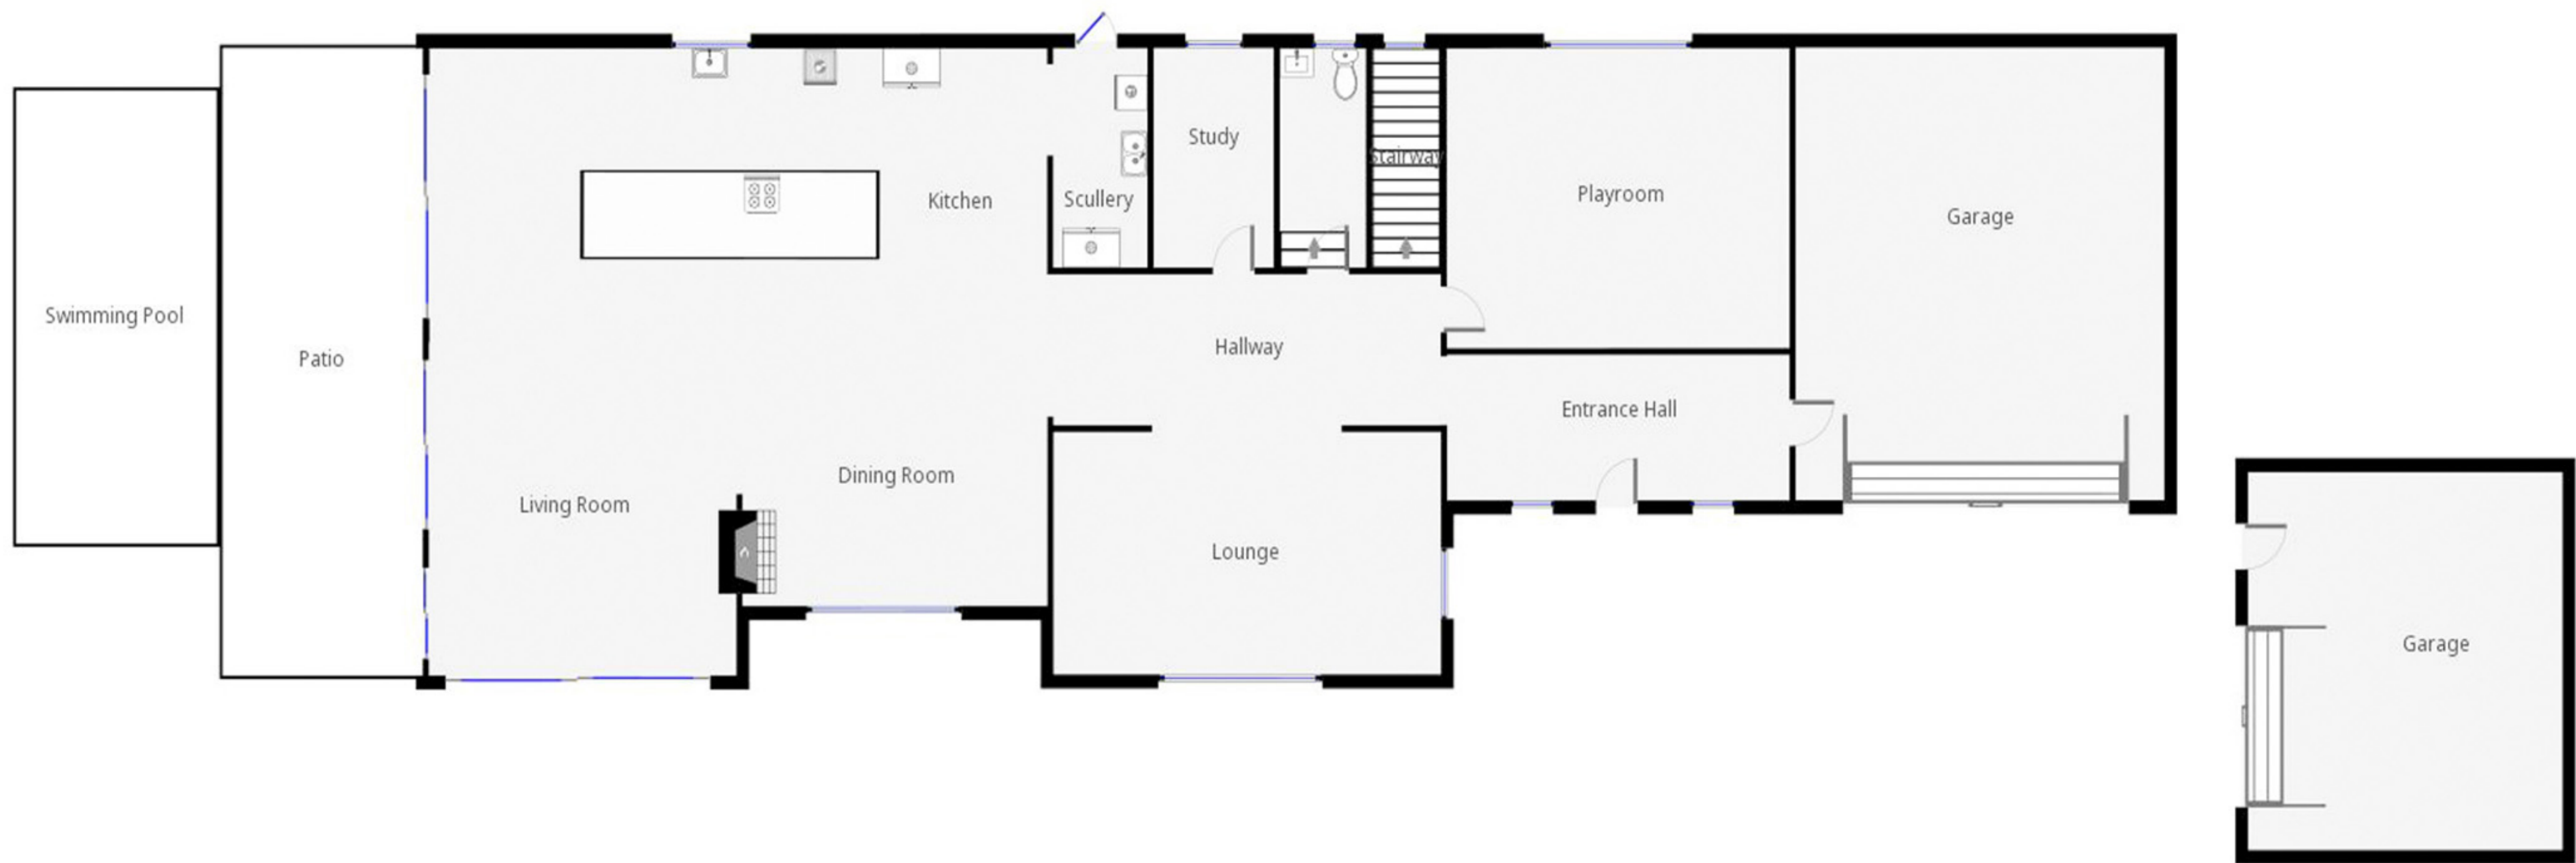 Study
Stairway
Playroom
Kitchen
Scullery
Garage
Swimming Pool
Patio
Hallway
Entrance Hall
Dining Room
Living Room
Lounge
Garage